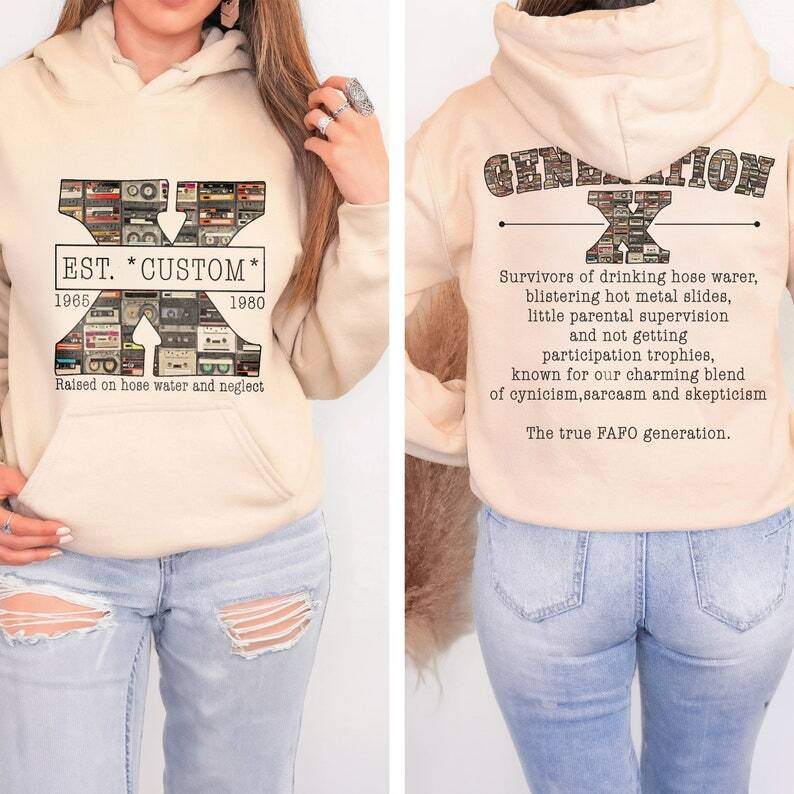 EST. *CUSTOM*
1965 1980
Raised on hose water and neglect
GENERATION
X
Survivors of drinking hose warer,
blistering hot metal slides,
little parental supervision
and not getting
participation trophies,
known for our charming blend
of cynicism,sarcasm and skepticism
The true FAFO generation.